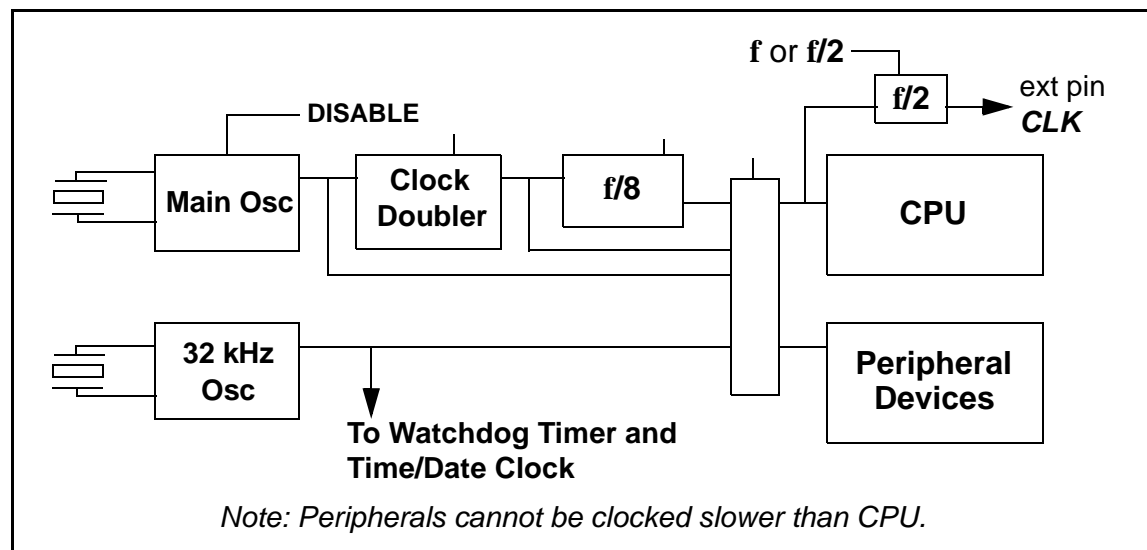 f or f/2
f/2
ext pin
CLK
DISABLE
Main Osc
Clock
Doubler
f/8
CPU
32 kHz
Osc
Peripheral
Devices
To Watchdog Timer and
Time/Date Clock
Note: Peripherals cannot be clocked slower than CPU.